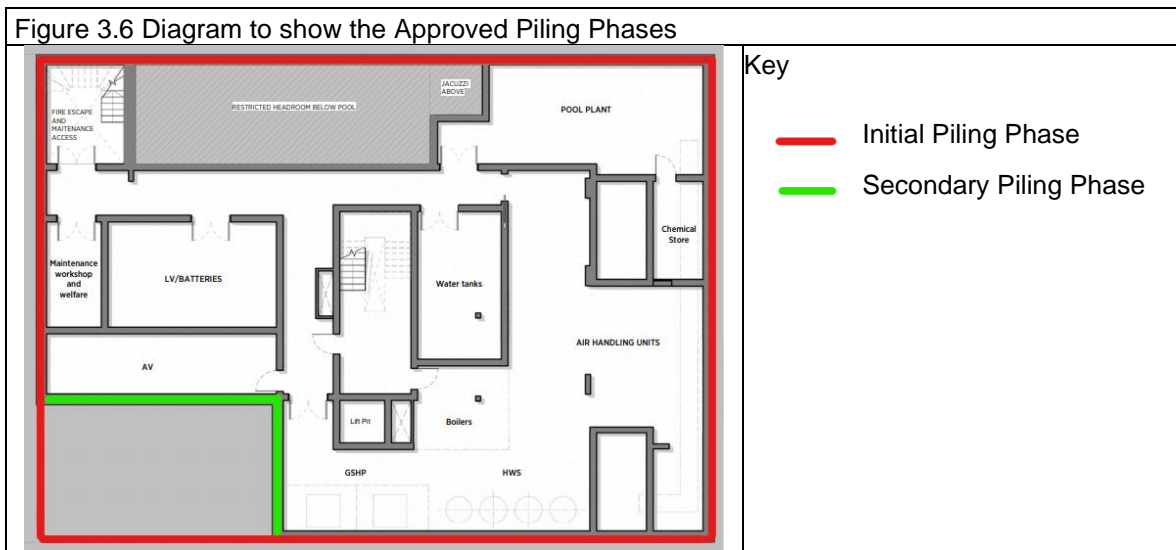 Figure 3.6 Diagram to show the Approved Piling Phases
Key
Initial Piling Phase
Secondary Piling Phase
FIRE ESCAPE
AND
MAITENANCE
ACCESS
RESTRICTED HEADROOM BELOW POOL
JACUZZI
ABOVE
POOL PLANT
Maintenance
workshop
and
welfare
LV/BATTERIES
Water tanks
Chemical
Store
AIR HANDLING UNITS
AV
Lift Pit
Boilers
GSHP
HWS